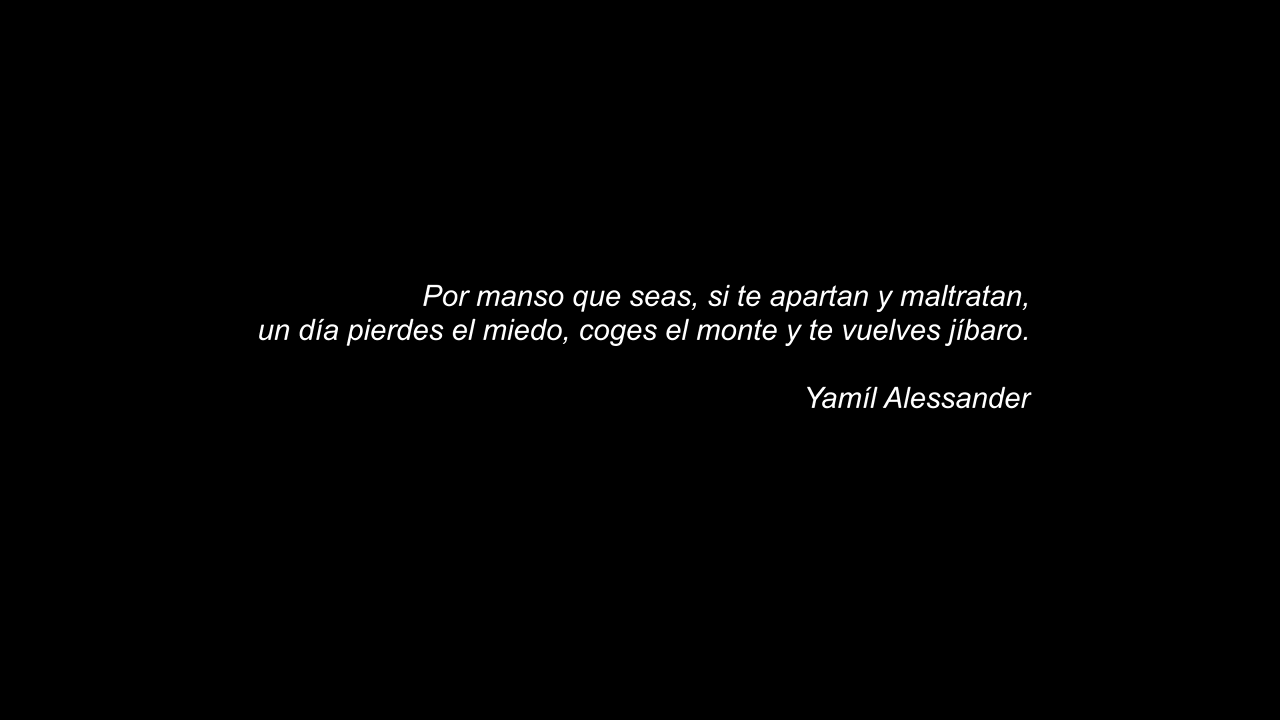 Por manso que seas, si te apartan y maltratan,
un día pierdes el miedo, coges el monte y te vuelves jíbaro.
Yamíl Alessander